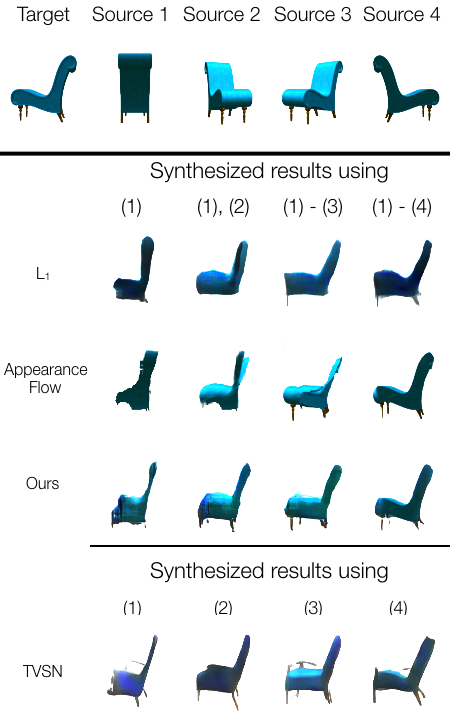 Target Source 1 Source 2 Source 3 Source 4
Synthesized results using
(1) (1), (2) (1) - (3) (1) - (4)
L₁
Appearance
Flow
Ours
Synthesized results using
(1) (2) (3) (4)
TVSN